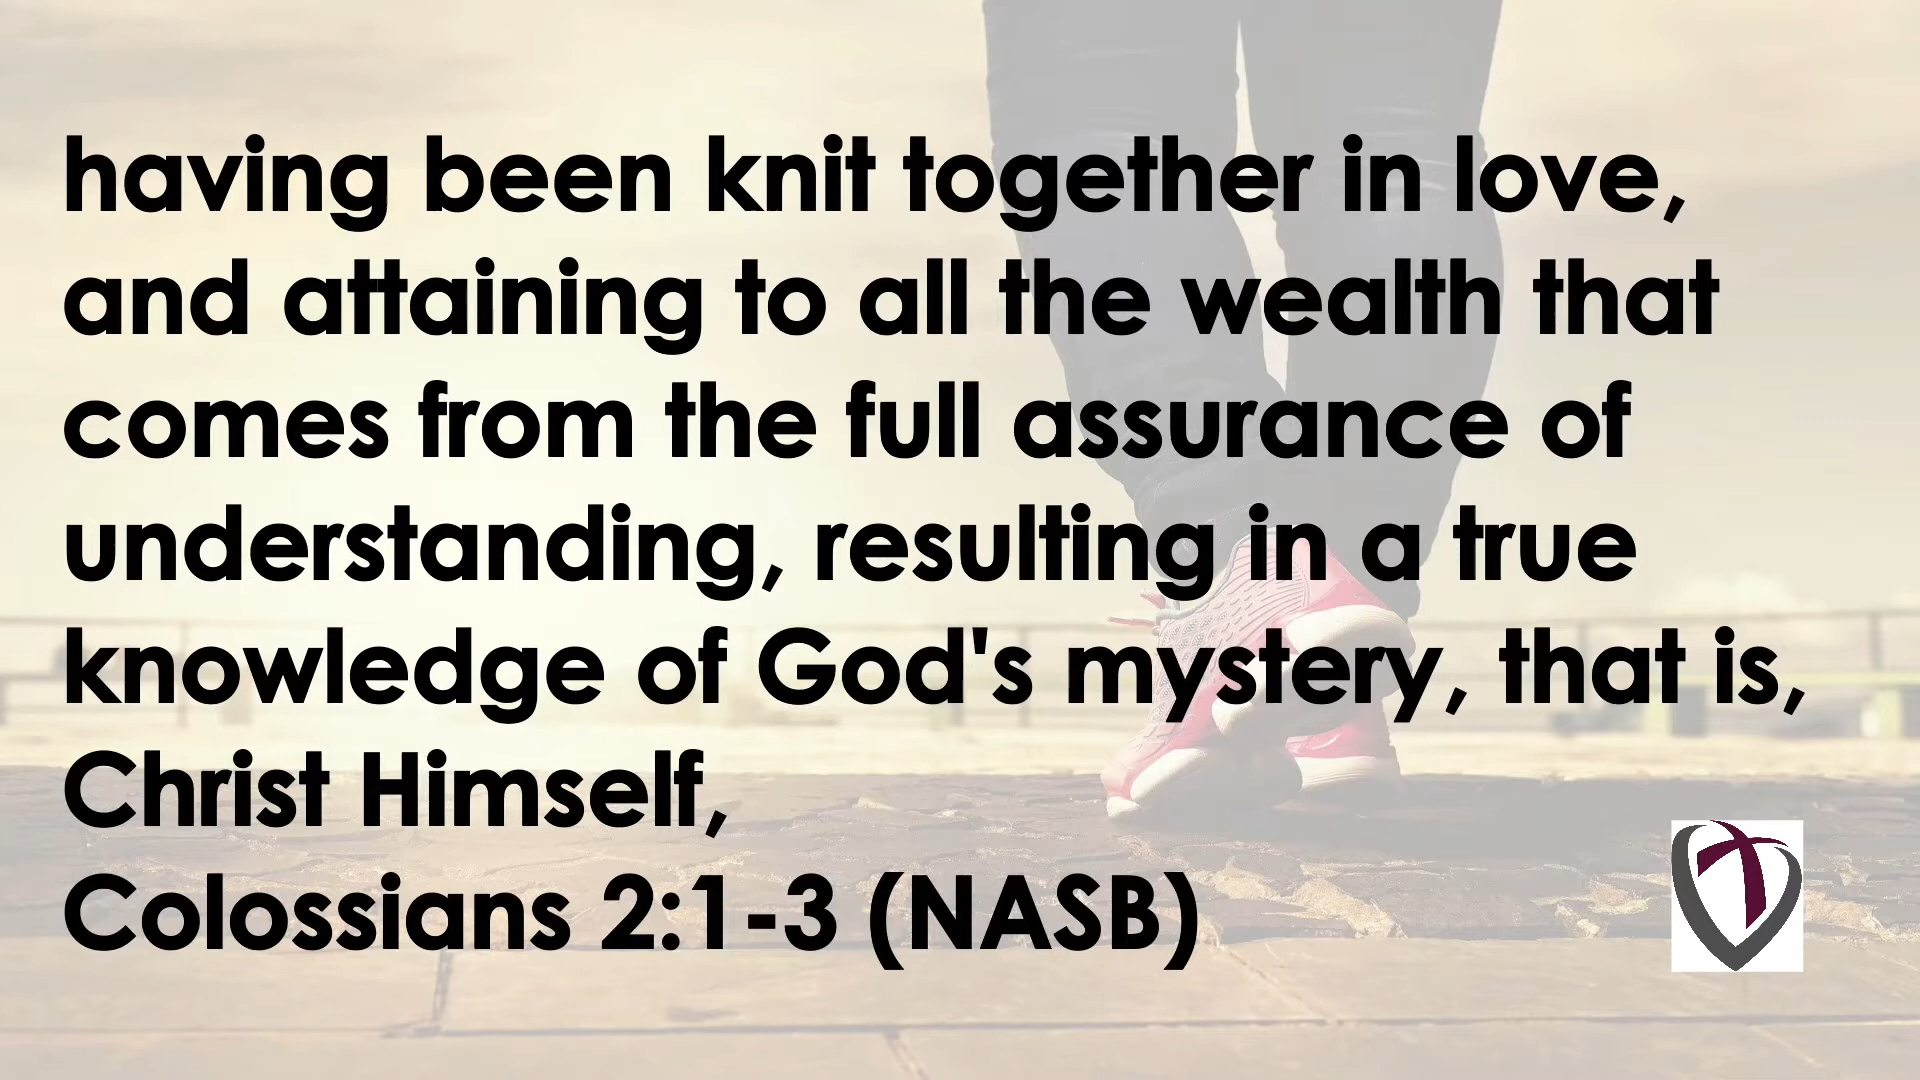 having been knit together in love,
and attaining to all the wealth that
comes from the full assurance of
understanding, resulting in a true
knowledge of God's mystery, that is,
Christ Himself,
Colossians 2:1-3 (NASB)